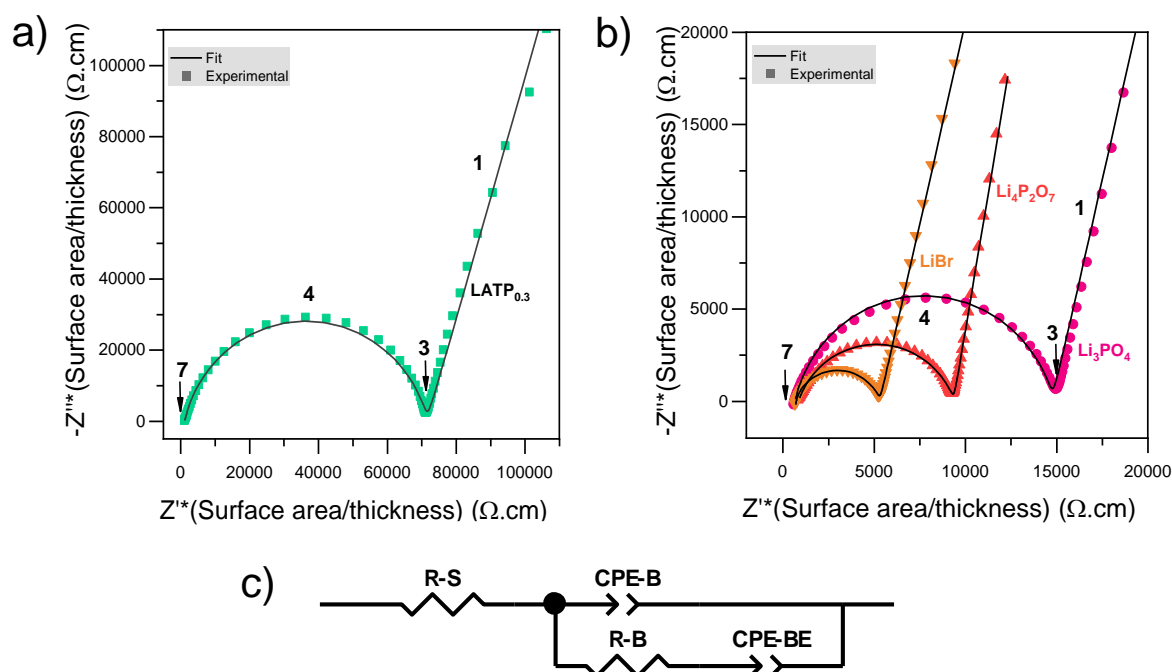 a)
Fit
Experimental
100000
80000
60000
40000
20000
0
-Z''*(Surface area/thickness) (Ω.cm)
7
4
3
1
LATP0.3
0
20000
40000
60000
80000
100000
Z'*(Surface area/thickness) (Ω.cm)
b)
Fit
Experimental
20000
15000
10000
5000
0
-Z''*(Surface area/thickness) (Ω.cm)
7
4
3
1
LiBr
Li4P2O7
Li3PO4
0
5000
10000
15000
20000
Z'*(Surface area/thickness) (Ω.cm)
c)
R-S
CPE-B
R-B
CPE-BE